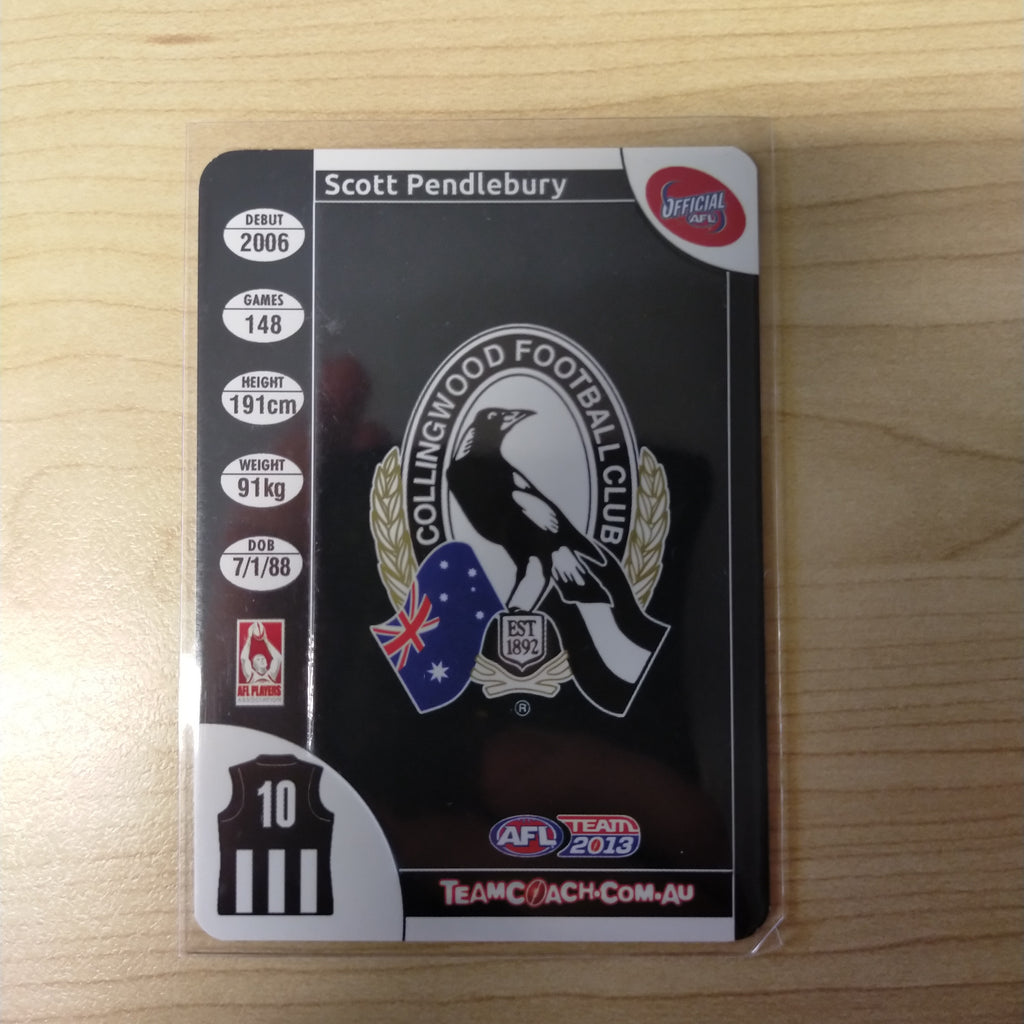 Scott Pendlebury
OFFICIAL
AFL
DEBUT
2006
GAMES
148
HEIGHT
191cm
WEIGHT
91kg
DOB
7/1/88
AFL PLAYERS
ASSOCIATION
10
COLLINGWOOD FOOTBALL CLUB
EST
1892
®
AFL TEAM
2013
TEAMCOACH.COM.AU